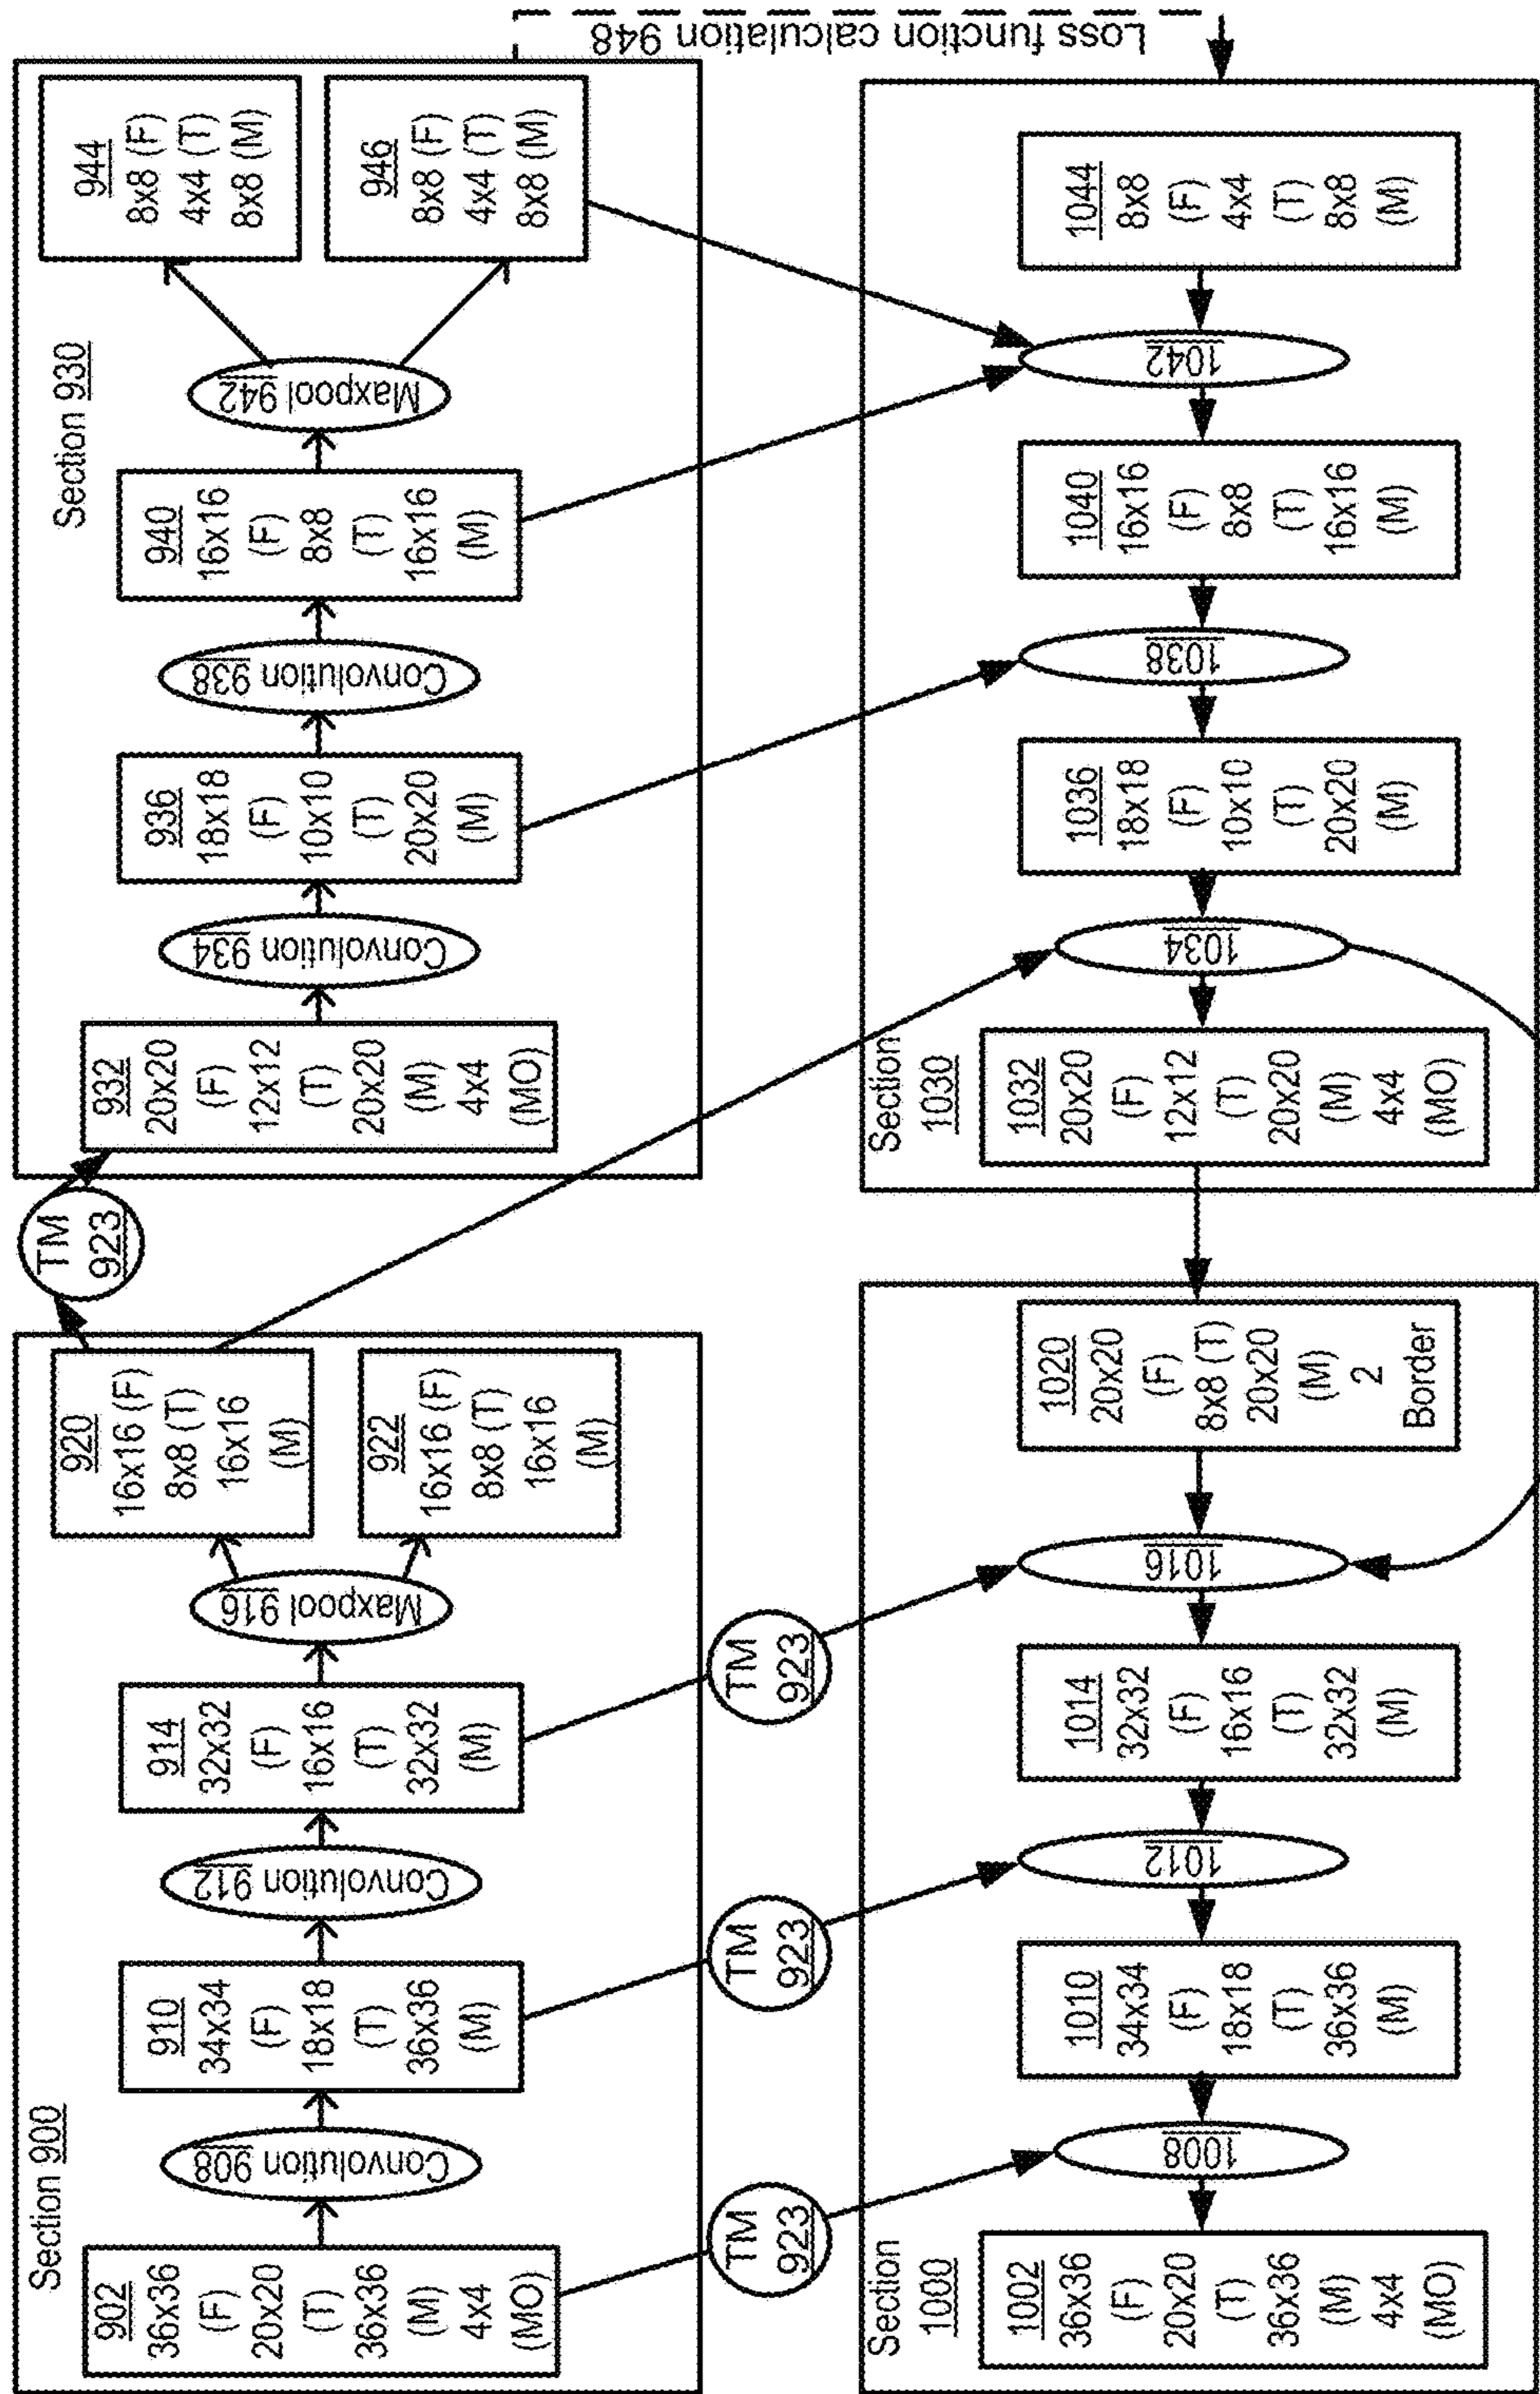 Section 900
902
36x36
(F)
20x20
(T)
36x36
(M)
4x4
(MO)
Convolution 908
910
34x34
(F)
18x18
(T)
36x36
(M)
Convolution 912
914
32x32
(F)
16x16
(T)
32x32
(M)
Maxpool 916
920
16x16 (F)
8x8 (T)
16x16
(M)
922
16x16 (F)
8x8 (T)
16x16
(M)
TM
923
Section 930
932
20x20
(F)
12x12
(T)
20x20
(M)
4x4
(MO)
Convolution 934
936
18x18
(F)
10x10
(T)
20x20
(M)
Convolution 938
940
16x16
(F)
8x8
(T)
16x16
(M)
Maxpool 942
944
8x8 (F)
4x4 (T)
8x8 (M)
946
8x8 (F)
4x4 (T)
8x8 (M)
Loss function calculation 948
TM
923
TM
923
TM
923
Section
1000
1002
36x36
(F)
20x20
(T)
36x36
(M)
4x4
(MO)
1008
1010
34x34
(F)
18x18
(T)
36x36
(M)
1012
1014
32x32
(F)
16x16
(T)
32x32
(M)
1016
1020
20x20
(F)
8x8 (T)
20x20
(M)
2
Border
Section
1030
1032
20x20
(F)
12x12
(T)
20x20
(M)
4x4
(MO)
1034
1036
18x18
(F)
10x10
(T)
20x20
(M)
1038
1040
16x16
(F)
8x8
(T)
16x16
(M)
1042
1044
8x8
(F)
4x4
(T)
8x8
(M)